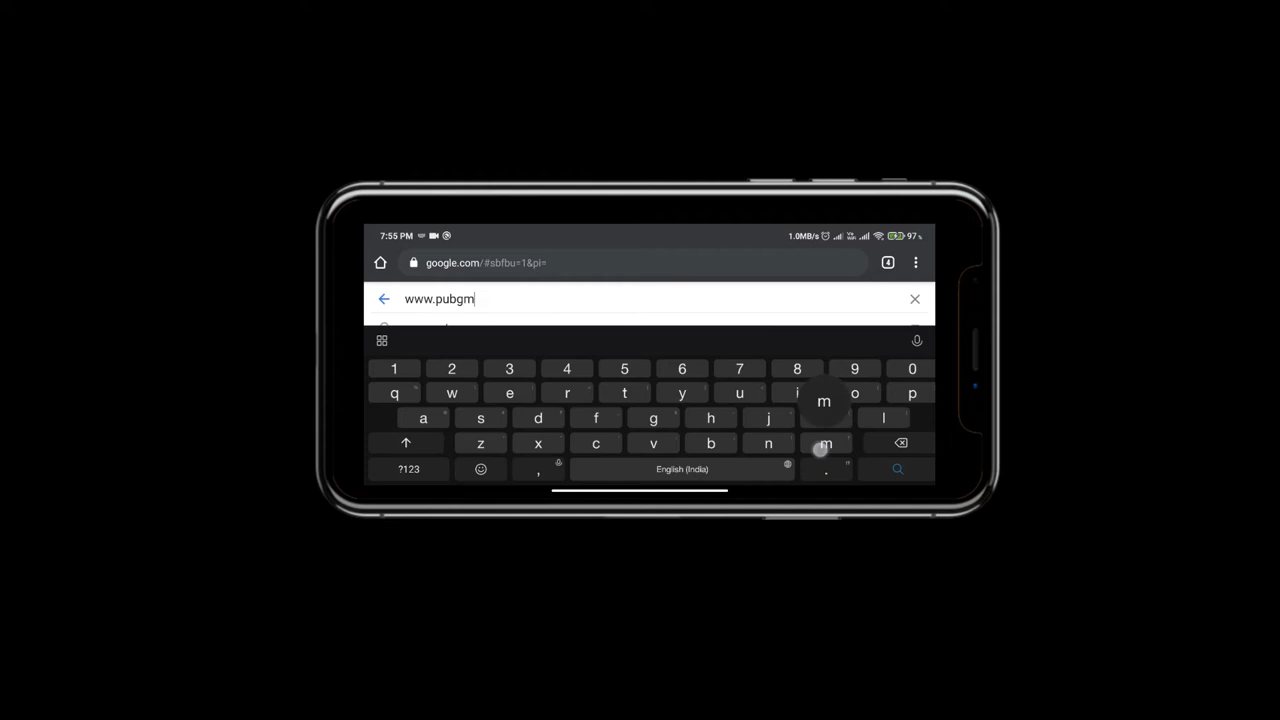 7:55 PM 1.0MB/s 97%
google.com/#sbfbu=1&pi= 4
www.pubgm
1 2 3 4 5 6 7 8 9 0
q w e r t y u i o p
m
a s d f g h j l
z x c v b n m
?123 , English (India) .